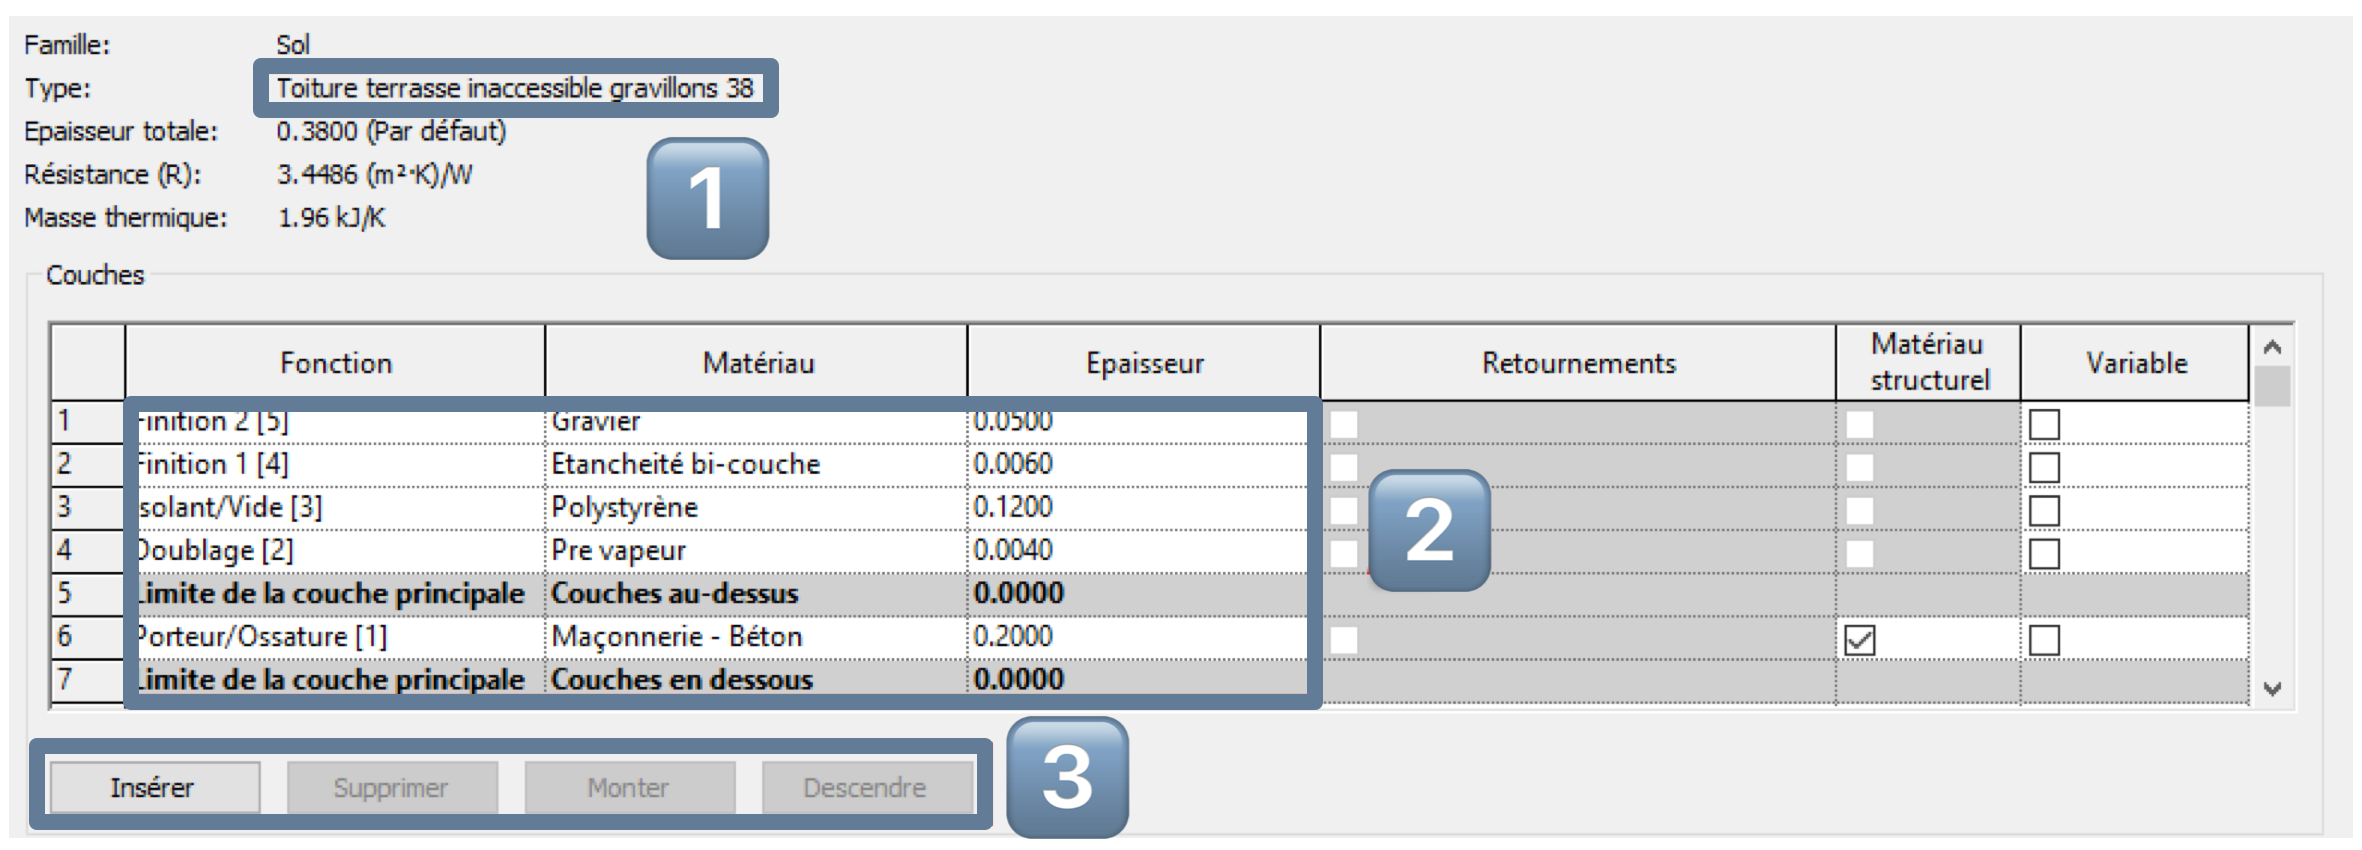 Famille: Sol
Type: Toiture terrasse inaccessible gravillons 38
Epaisseur totale: 0.3800 (Par défaut)
Résistance (R): 3.4486 (m²·K)/W
Masse thermique: 1.96 kJ/K
1
Couches
Fonction Matériau Epaisseur Retournements Matériau structurel Variable
1 Finition 2 [5] Gravier 0.0500
2 Finition 1 [4] Etancheité bi-couche 0.0060
3 Isolant/Vide [3] Polystyrène 0.1200
4 Doublage [2] Pre vapeur 0.0040
5 Limite de la couche principale Couches au-dessus 0.0000
6 Porteur/Ossature [1] Maçonnerie - Béton 0.2000
7 Limite de la couche principale Couches en dessous 0.0000
2
Insérer Supprimer Monter Descendre
3